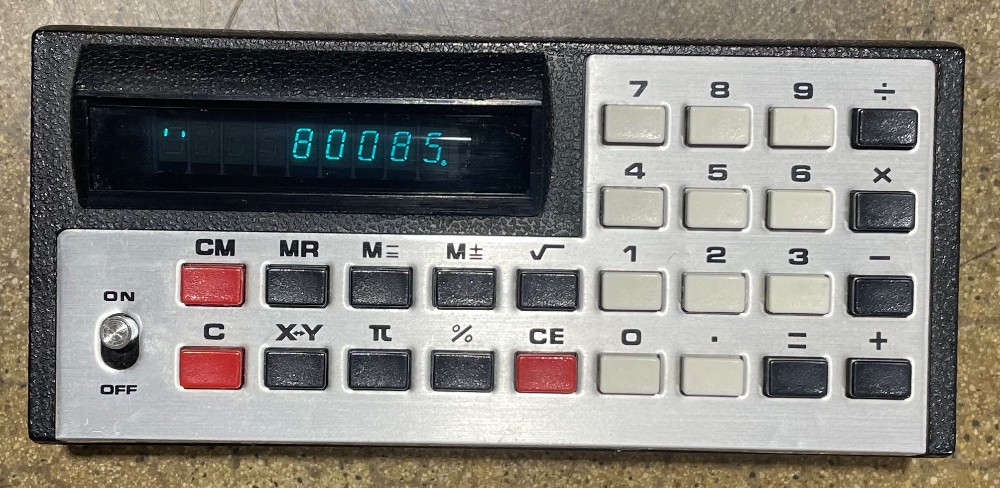 80085.
7 8 9 ÷
4 5 6 ×
CM MR M= M± √ 1 2 3 −
ON
C X↔Y π % CE 0 . = +
OFF